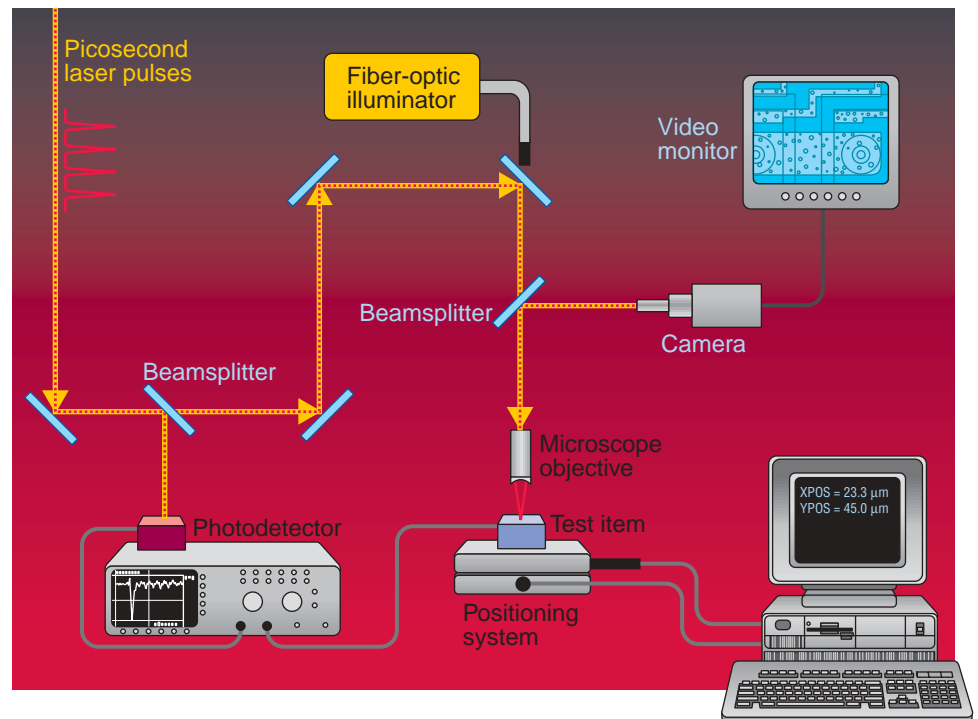 Picosecond
laser pulses
Fiber-optic
illuminator
Video
monitor
Beamsplitter
Camera
Beamsplitter
Microscope
objective
XPOS = 23.3 μm
YPOS = 45.0 μm
Photodetector
Test item
Positioning
system